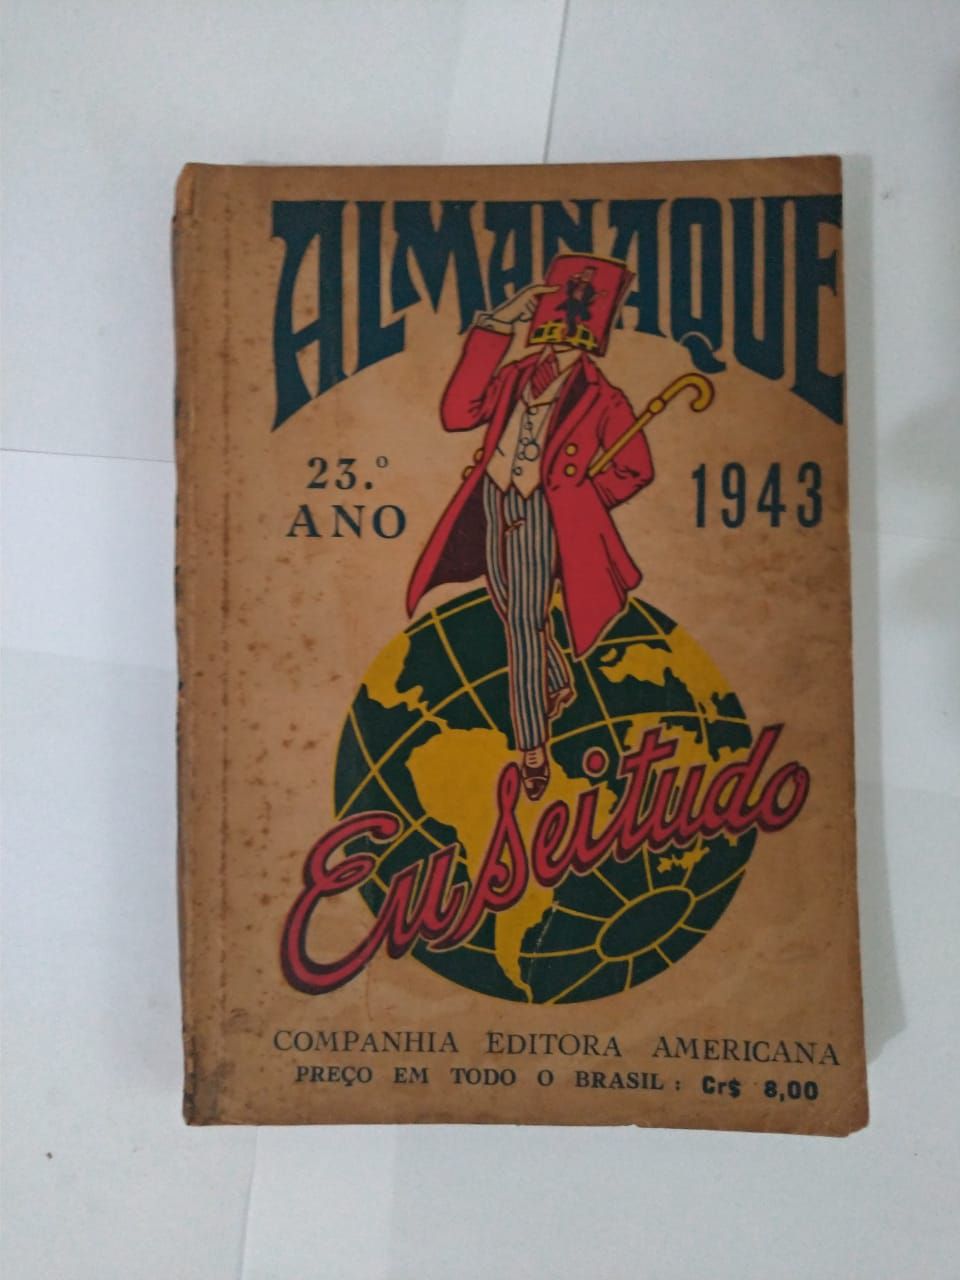 ALMANAQUE
23.º
ANO
1943
Eu sei tudo
COMPANHIA EDITORA AMERICANA
PREÇO EM TODO O BRASIL: Cr$ 8,00